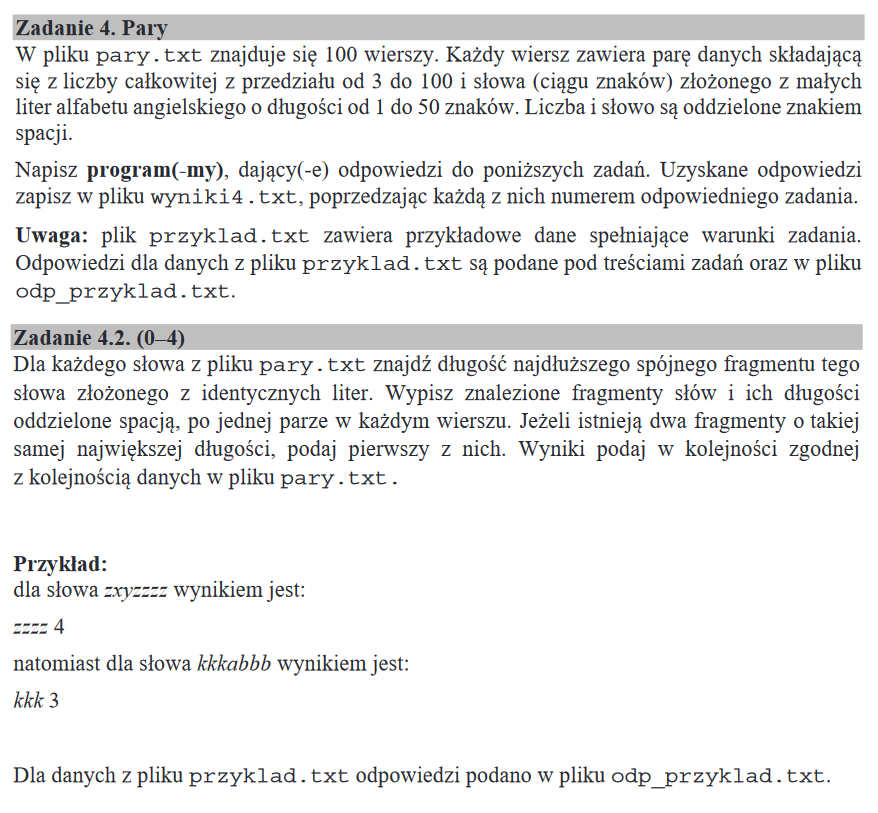 Zadanie 4. Pary
W pliku pary.txt znajduje się 100 wierszy. Każdy wiersz zawiera parę danych składającą
się z liczby całkowitej z przedziału od 3 do 100 i słowa (ciągu znaków) złożonego z małych
liter alfabetu angielskiego o długości od 1 do 50 znaków. Liczba i słowo są oddzielone znakiem
spacji.
Napisz program(-my), dający(-e) odpowiedzi do poniższych zadań. Uzyskane odpowiedzi
zapisz w pliku wyniki4.txt, poprzedzając każdą z nich numerem odpowiedniego zadania.
Uwaga: plik przyklad.txt zawiera przykładowe dane spełniające warunki zadania.
Odpowiedzi dla danych z pliku przyklad.txt są podane pod treściami zadań oraz w pliku
odp_przyklad.txt.
Zadanie 4.2. (0–4)
Dla każdego słowa z pliku pary.txt znajdź długość najdłuższego spójnego fragmentu tego
słowa złożonego z identycznych liter. Wypisz znalezione fragmenty słów i ich długości
oddzielone spacją, po jednej parze w każdym wierszu. Jeżeli istnieją dwa fragmenty o takiej
samej największej długości, podaj pierwszy z nich. Wyniki podaj w kolejności zgodnej
z kolejnością danych w pliku pary.txt.
Przykład:
dla słowa zxyzzzz wynikiem jest:
zzzz 4
natomiast dla słowa kkkabbb wynikiem jest:
kkk 3
Dla danych z pliku przyklad.txt odpowiedzi podano w pliku odp_przyklad.txt.